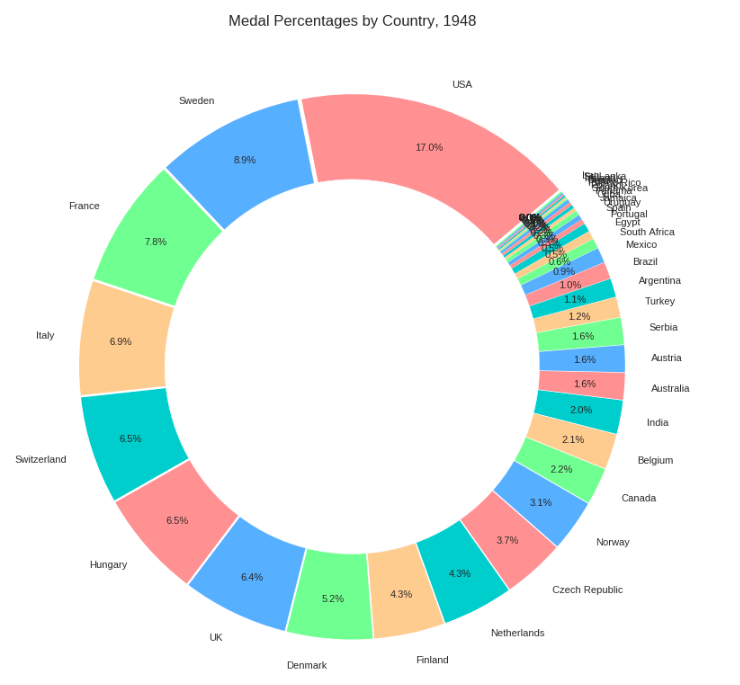 Medal Percentages by Country, 1948
USA
17.0%
Sweden
8.9%
France
7.8%
Italy
6.9%
Switzerland
6.5%
Hungary
6.5%
UK
6.4%
Denmark
5.2%
Finland
4.3%
Netherlands
4.3%
Czech Republic
3.7%
Norway
3.1%
Canada
2.2%
Belgium
2.1%
India
2.0%
Australia
1.6%
Austria
1.6%
Serbia
1.6%
Turkey
1.2%
Argentina
1.1%
Brazil
1.0%
Mexico
0.9%
South Africa
0.6%
Egypt
0.5%
Portugal
Spain
Uruguay
Jamaica